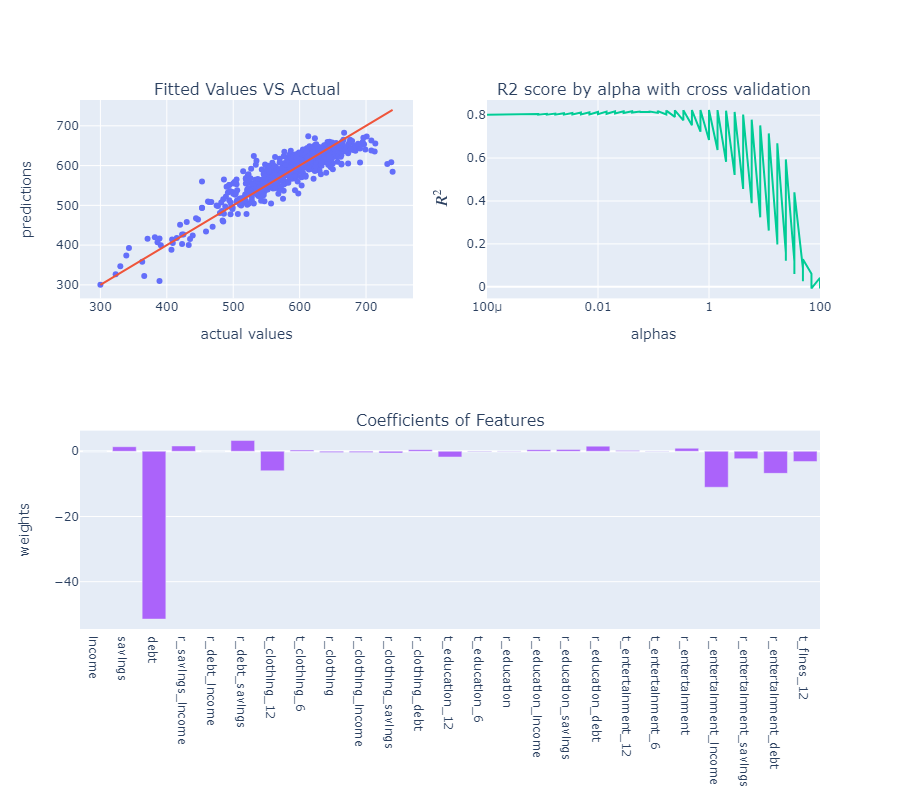 Fitted Values VS Actual
predictions
700
600
500
400
300
300
400
500
600
700
actual values
R2 score by alpha with cross validation
R²
0.8
0.6
0.4
0.2
0
100μ
0.01
1
100
alphas
Coefficients of Features
weights
0
−20
−40
income
savings
debt
r_savings_income
r_debt_income
r_debt_savings
t_clothing_12
t_clothing_6
r_clothing
r_clothing_income
r_clothing_savings
r_clothing_debt
t_education_12
t_education_6
r_education
r_education_income
r_education_savings
r_education_debt
t_entertainment_12
t_entertainment_6
r_entertainment
r_entertainment_income
r_entertainment_savings
r_entertainment_debt
t_fines_12